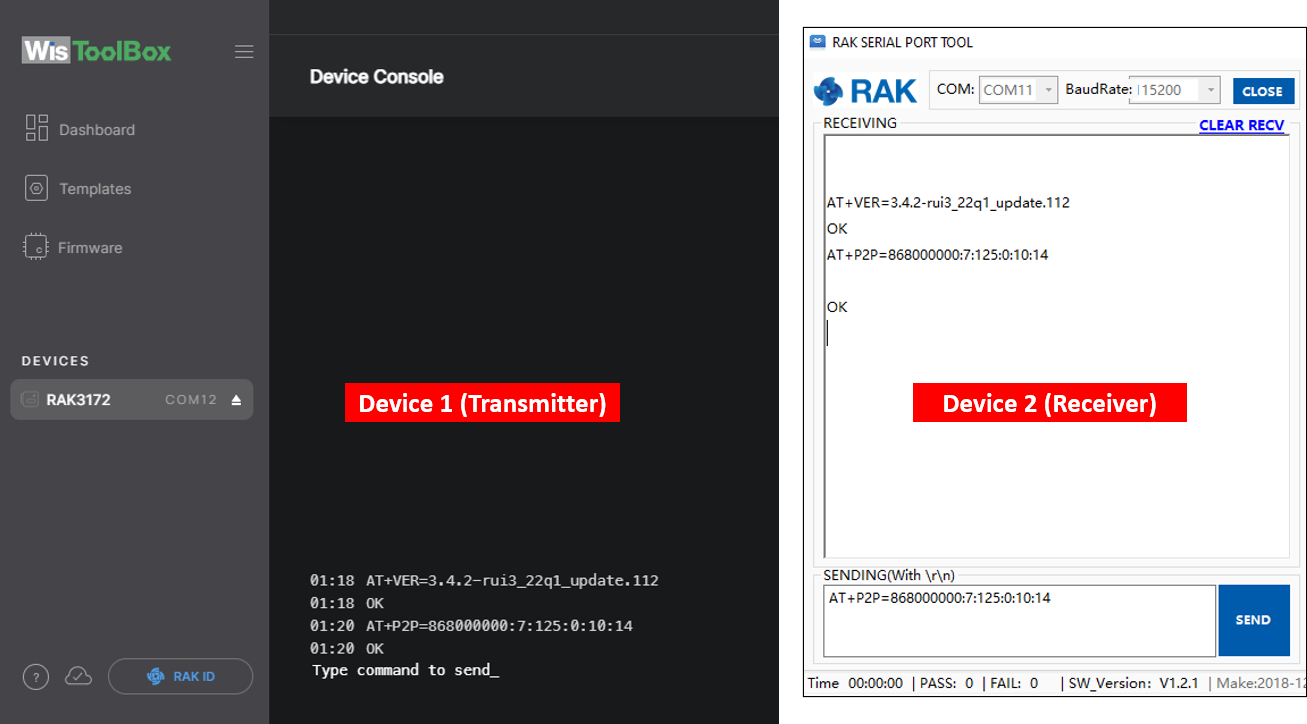 WisToolBox
Dashboard
Templates
Firmware
DEVICES
RAK3172 COM12
? RAK ID
Device Console
Device 1 (Transmitter)
01:18 AT+VER=3.4.2-rui3_22q1_update.112
01:18 OK
01:20 AT+P2P=868000000:7:125:0:10:14
01:20 OK
Type command to send_
RAK SERIAL PORT TOOL
RAK COM: COM11 BaudRate: 115200 CLOSE
RECEIVING CLEAR RECV
AT+VER=3.4.2-rui3_22q1_update.112
OK
AT+P2P=868000000:7:125:0:10:14
OK
Device 2 (Receiver)
SENDING(With \r\n)
AT+P2P=868000000:7:125:0:10:14
SEND
Time 00:00:00 | PASS: 0 | FAIL: 0 | SW_Version: V1.2.1 | Make:2018-12